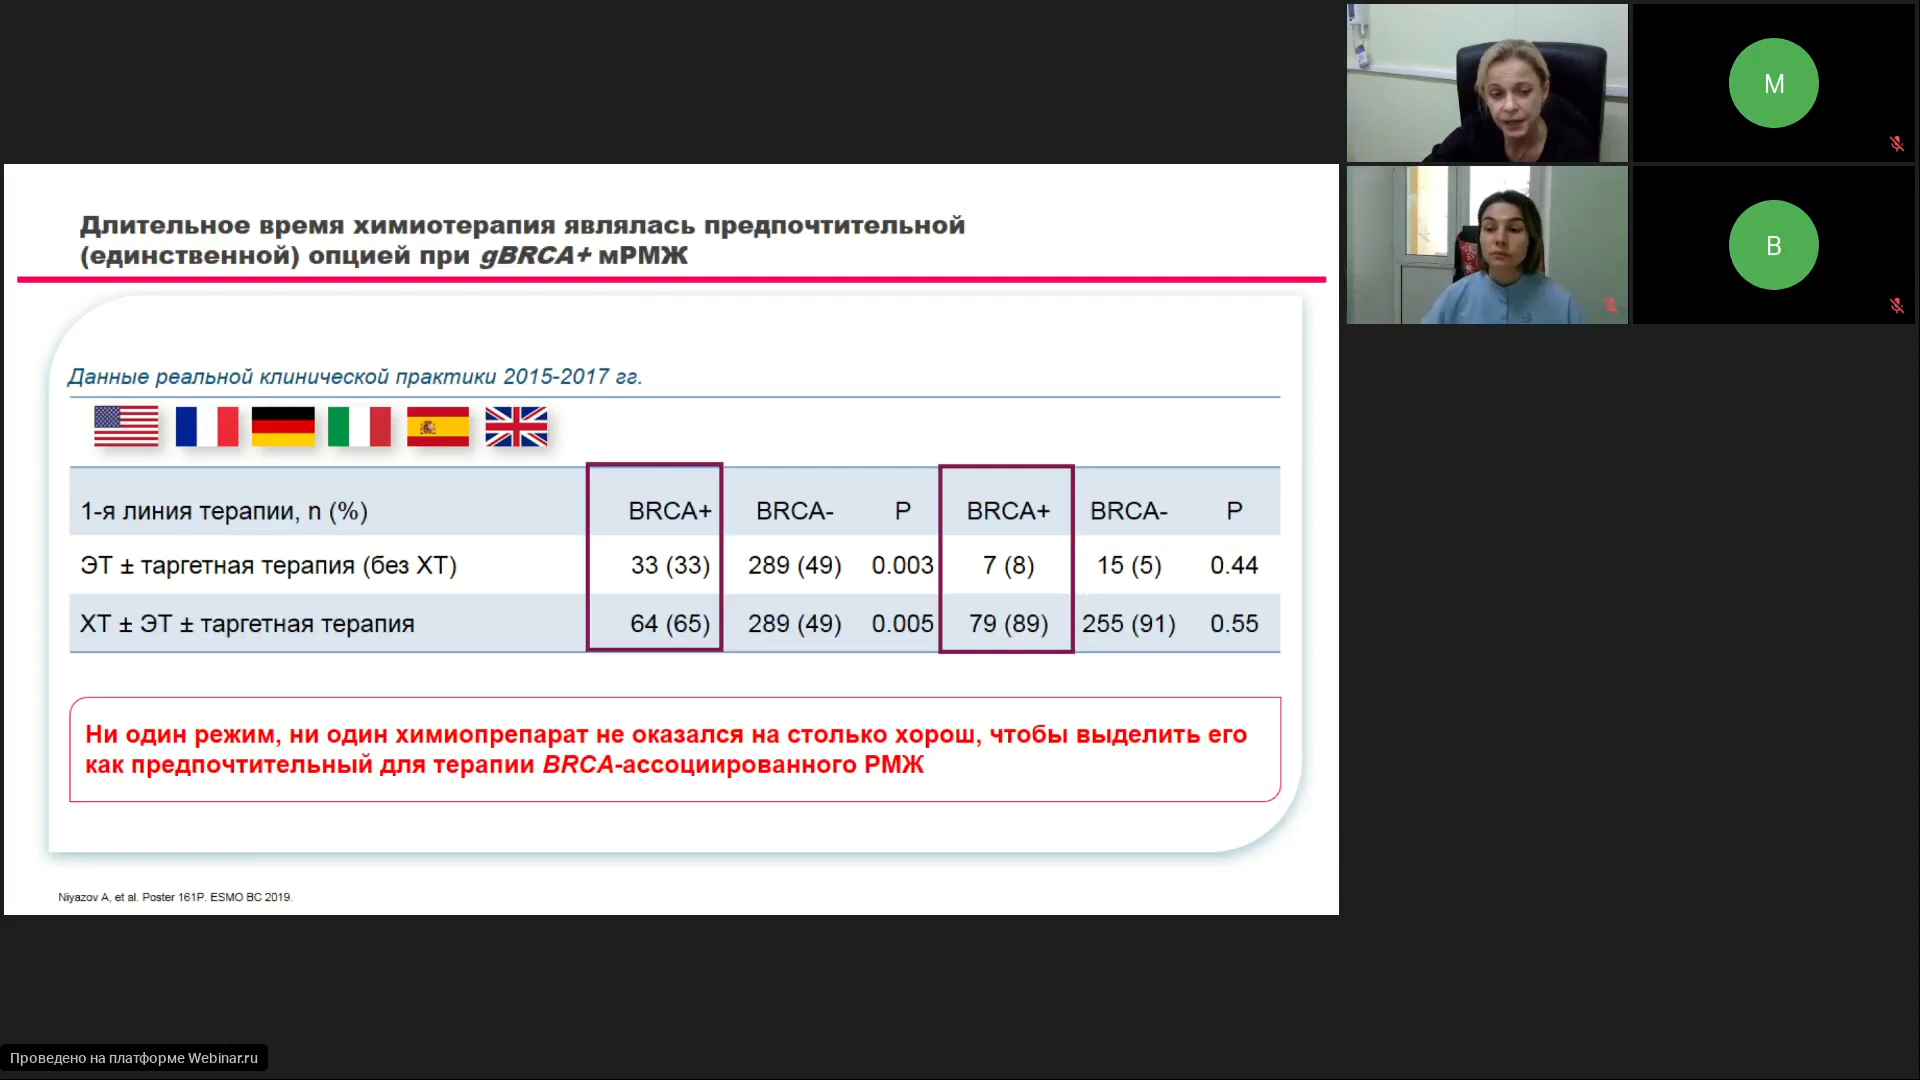 Длительное время химиотерапия являлась предпочтительной
(единственной) опцией при gBRCA+ мРМЖ
Данные реальной клинической практики 2015-2017 гг.
1-я линия терапии, n (%) BRCA+ BRCA- P BRCA+ BRCA- P
ЭТ ± таргетная терапия (без ХТ) 33 (33) 289 (49) 0.003 7 (8) 15 (5) 0.44
ХТ ± ЭТ ± таргетная терапия 64 (65) 289 (49) 0.005 79 (89) 255 (91) 0.55
Ни один режим, ни один химиопрепарат не оказался на столько хорош, чтобы выделить его
как предпочтительный для терапии BRCA-ассоциированного РМЖ
Niyazov A, et al. Poster 161P. ESMO BC 2019.
M
B
Проведено на платформе Webinar.ru